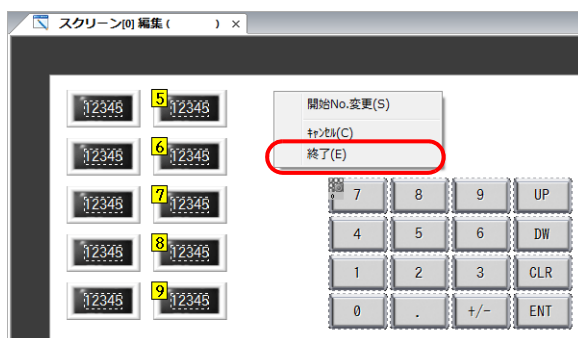 スクリーン[0] 編集 ( ) ×
12345 5 12345
開始No.変更(S)
ｷｬﾝｾﾙ(C)
12345 6 12345
終了(E)
12345 7 12345
7 8 9 UP
12345 8 12345
4 5 6 DW
1 2 3 CLR
12345 9 12345
0 . +/- ENT